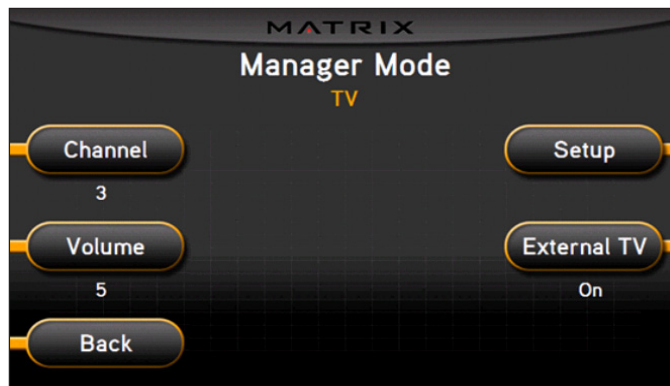 MATRIX
Manager Mode
TV
Channel
3
Volume
5
Back
Setup
External TV
On